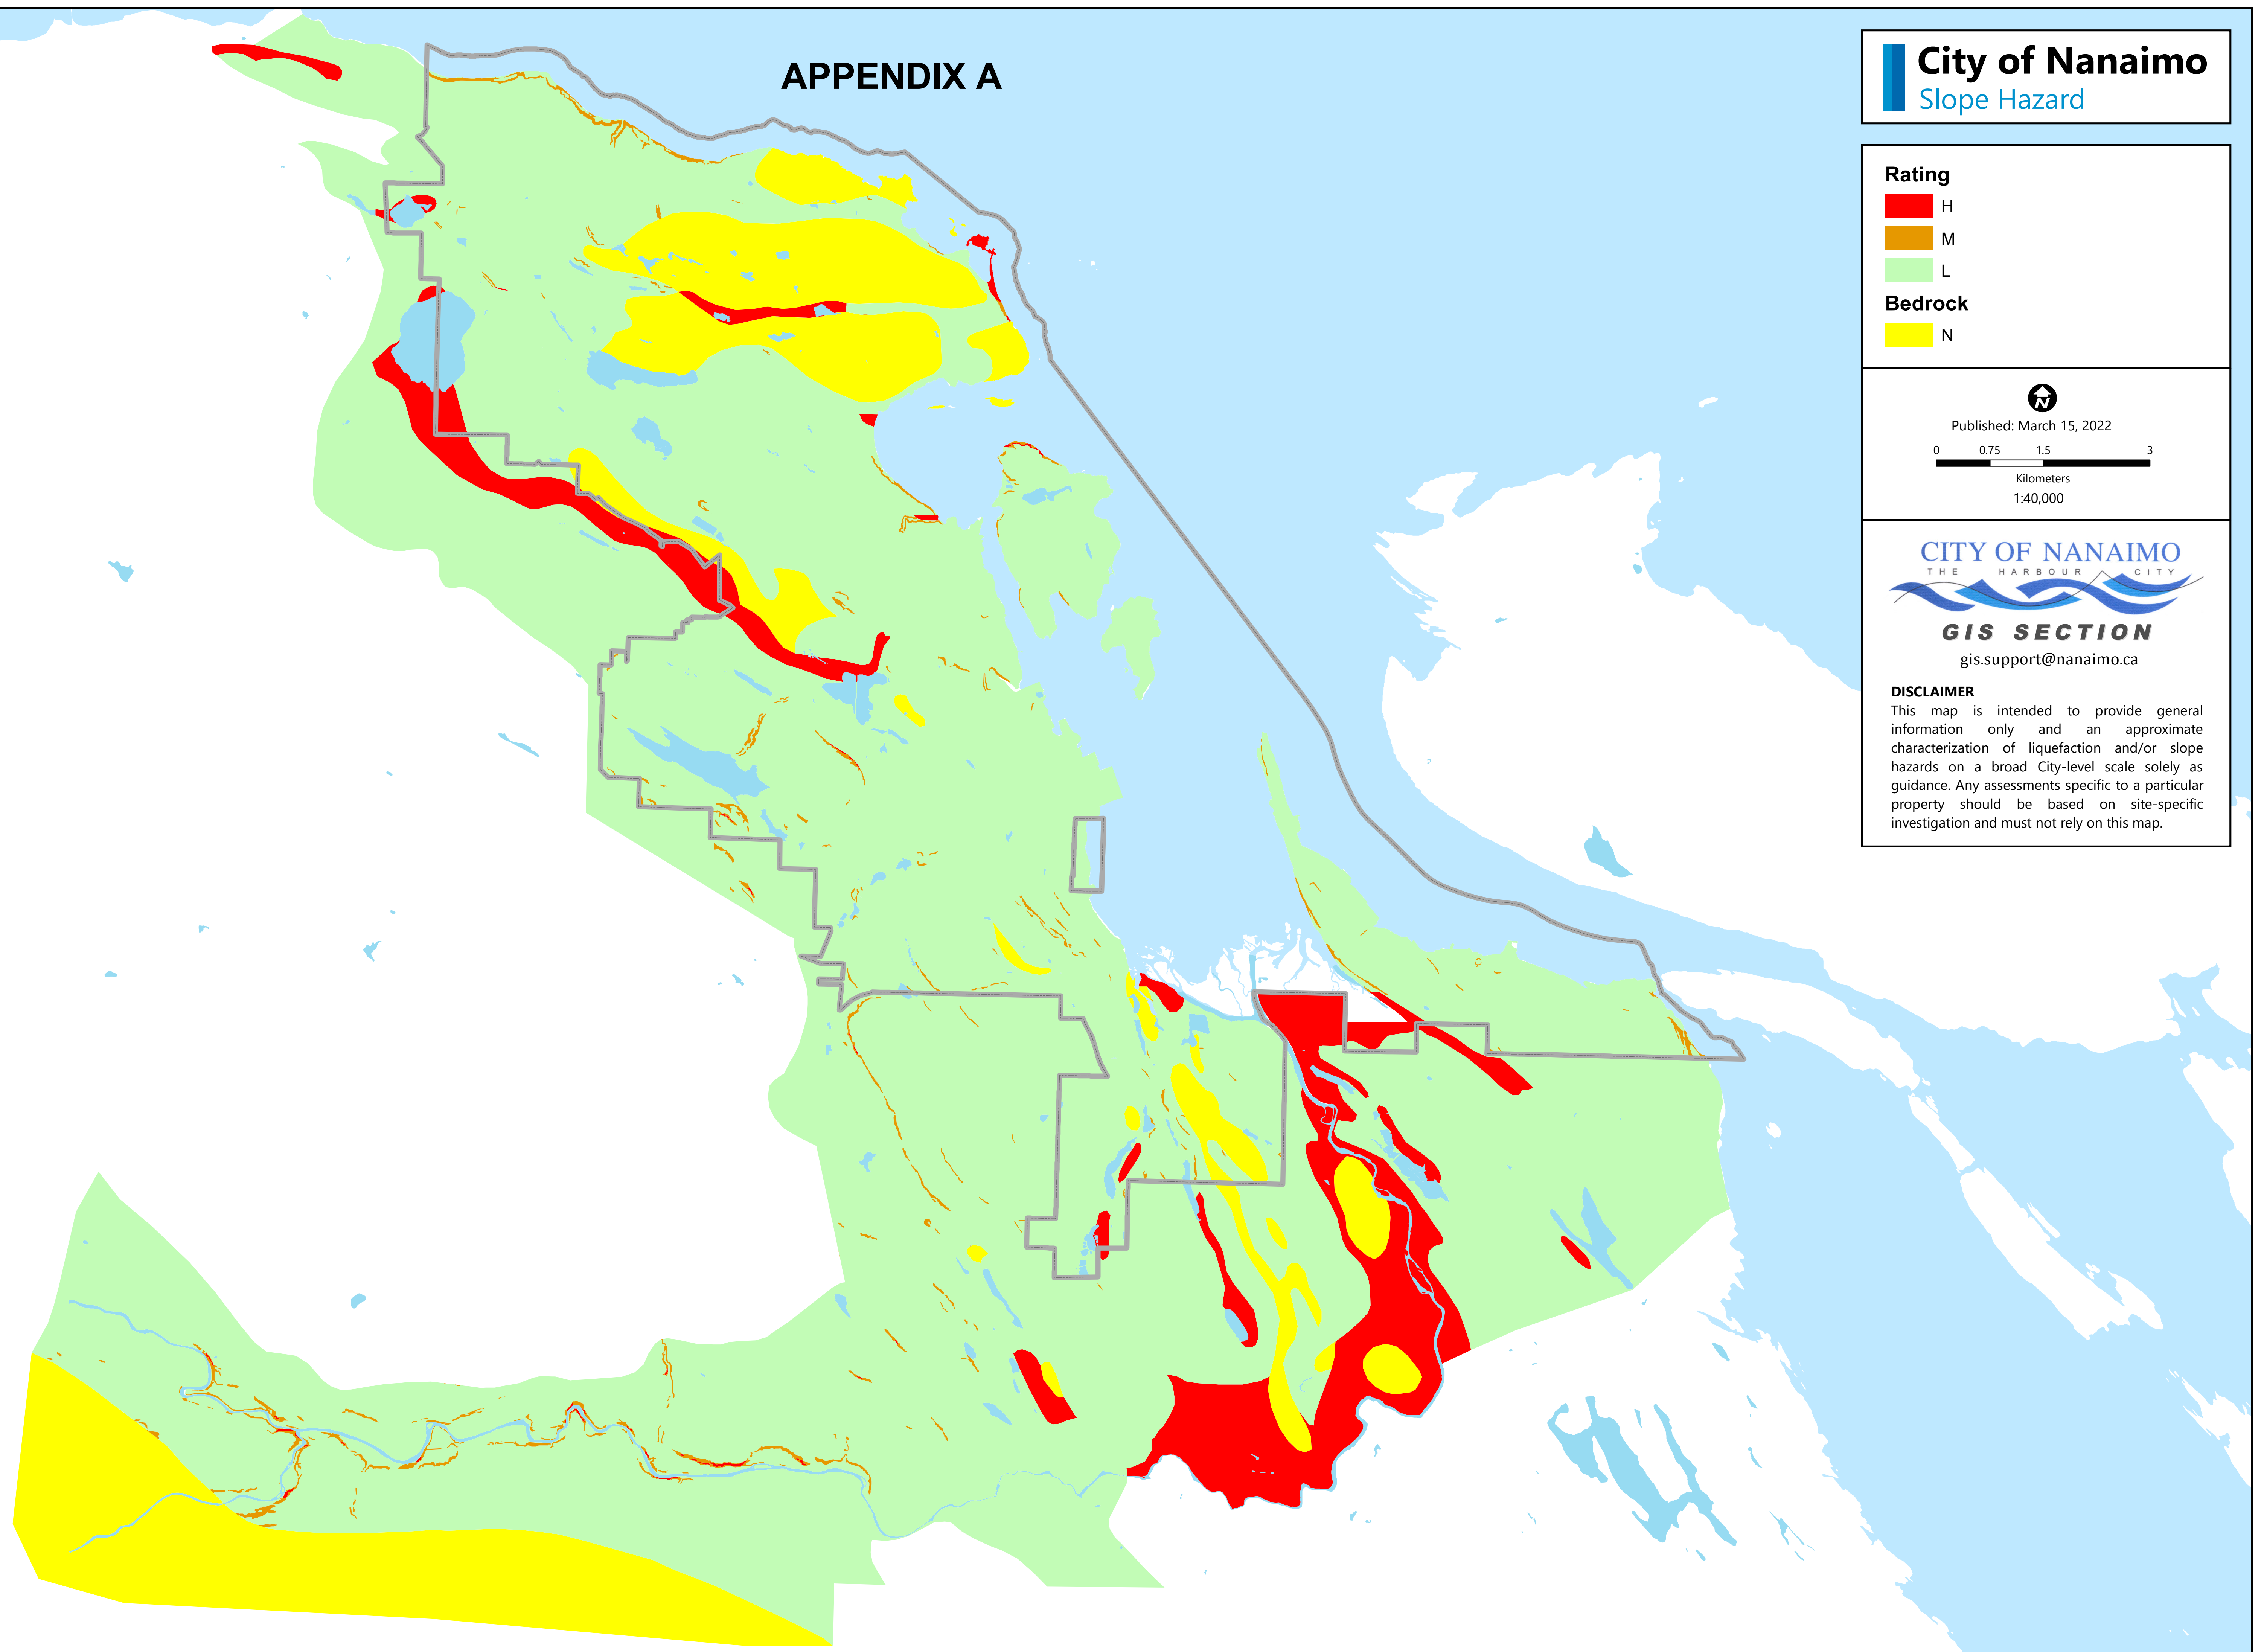 APPENDIX A
City of Nanaimo
Slope Hazard
Rating
H
M
L
Bedrock
N
N
Published: March 15, 2022
0 0.75 1.5 3
Kilometers
1:40,000
CITY OF NANAIMO
THE HARBOUR CITY
GIS SECTION
gis.support@nanaimo.ca
DISCLAIMER
This map is intended to provide general
information only and an approximate
characterization of liquefaction and/or slope
hazards on a broad City-level scale solely as
guidance. Any assessments specific to a particular
property should be based on site-specific
investigation and must not rely on this map.